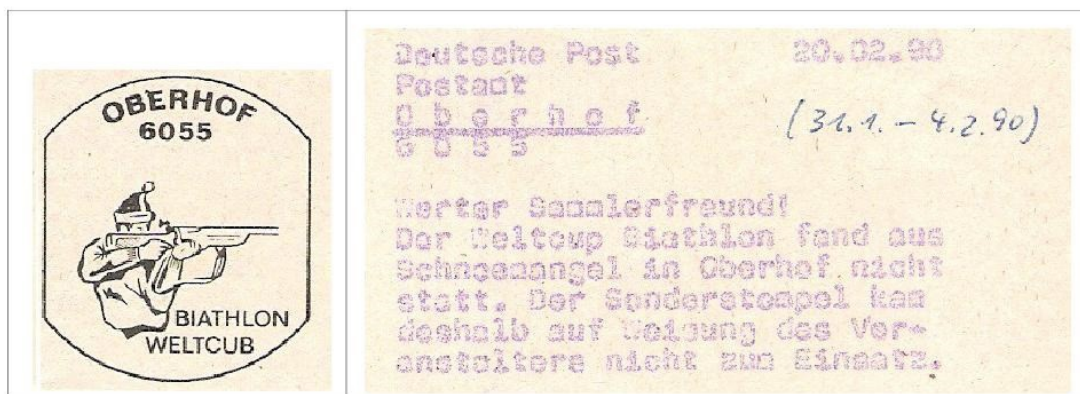 OBERHOF
6055
BIATHLON
WELTCUB
Deutsche Post 20.02.90
Postamt
O b e r h o f
6055
(31.1. – 4.2.90)
Werter Sammlerfreund!
Der Weltcup Biathlon fand aus
Schneemangel in Oberhof nicht
statt. Der Sonderstempel kam
deshalb auf Weisung des Ver-
anstalters nicht zum Einsatz.